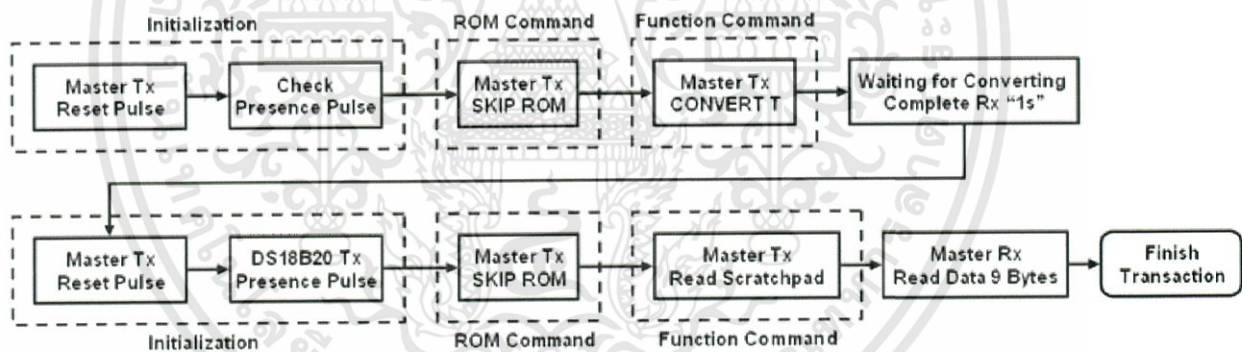 Initialization
ROM Command
Function Command
Master Tx
Reset Pulse
Check
Presence Pulse
Master Tx
SKIP ROM
Master Tx
CONVERT T
Waiting for Converting
Complete Rx "1s"
Master Tx
Reset Pulse
DS18B20 Tx
Presence Pulse
Master Tx
SKIP ROM
Master Tx
Read Scratchpad
Master Rx
Read Data 9 Bytes
Finish
Transaction
Initialization
ROM Command
Function Command